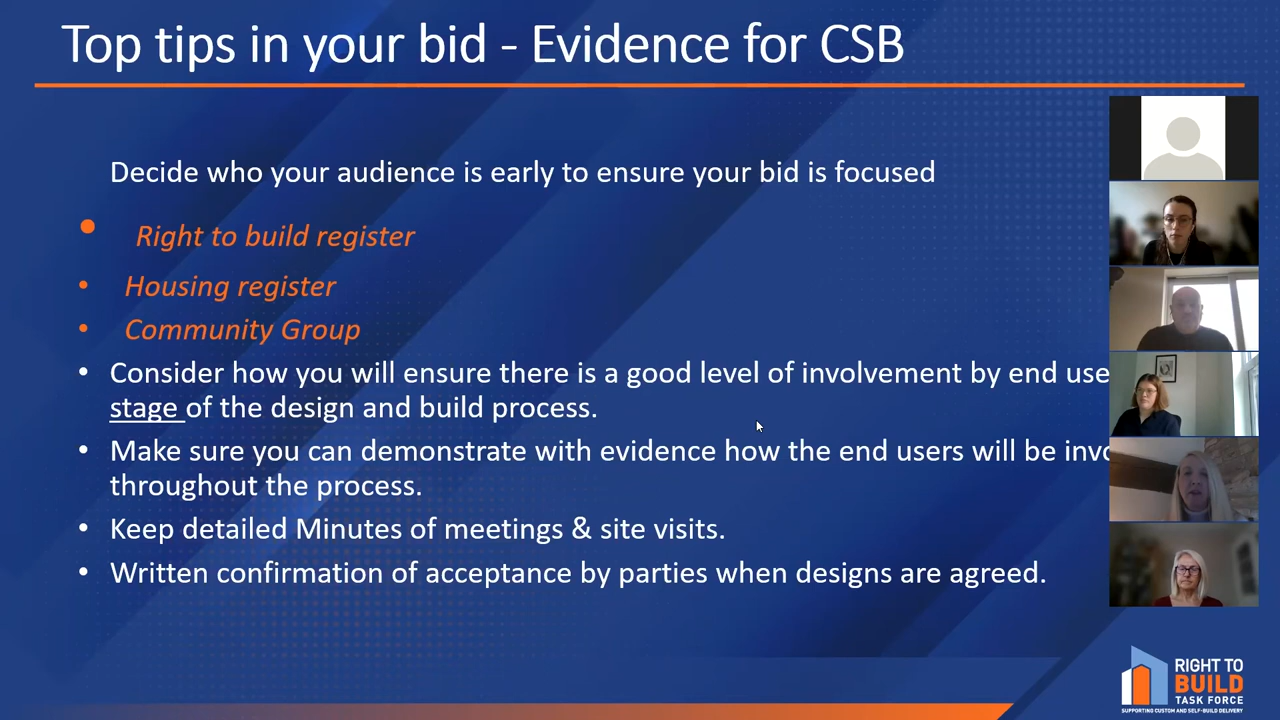 Top tips in your bid - Evidence for CSB
Decide who your audience is early to ensure your bid is focused
• Right to build register
• Housing register
• Community Group
• Consider how you will ensure there is a good level of involvement by end use
stage of the design and build process.
• Make sure you can demonstrate with evidence how the end users will be invo
throughout the process.
• Keep detailed Minutes of meetings & site visits.
• Written confirmation of acceptance by parties when designs are agreed.
RIGHT TO
BUILD
TASK FORCE
SUPPORTING CUSTOM AND SELF-BUILD DELIVERY